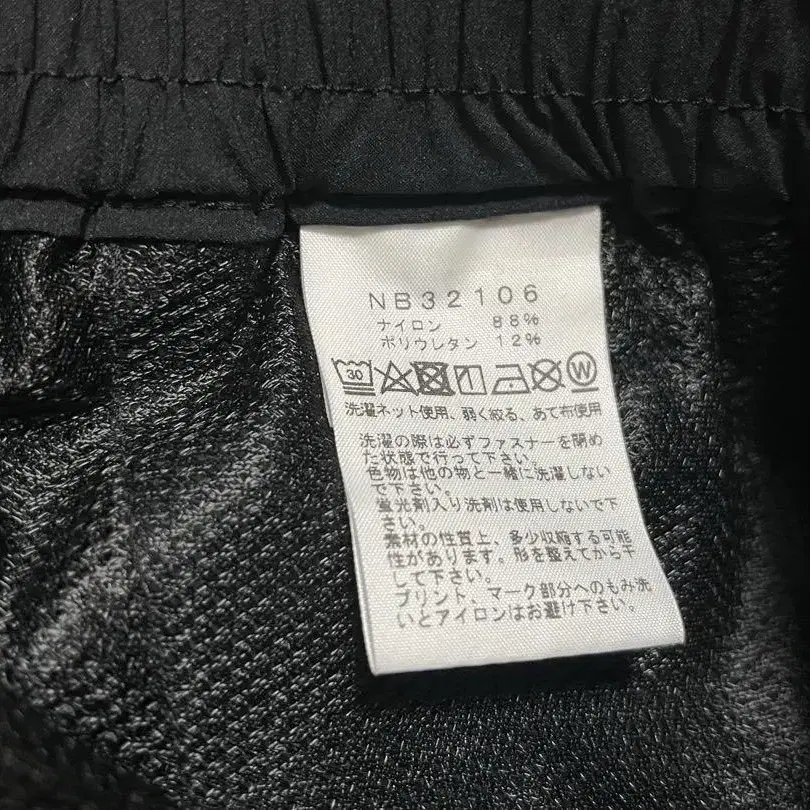 NB32106
ナイロン 88%
ポリウレタン 12%
30 W
洗濯ネット使用、弱く絞る、あて布使用
洗濯の際は必ずファスナーを閉め
た状態で行って下さい。
色物は他の物と一緒に洗濯しない
で下さい。
蛍光剤入り洗剤は使用しないで下
さい。
素材の性質上、多少収縮する可能
性があります。形を整えてから干
して下さい。
プリント、マーク部分へのもみ洗
いとアイロンはお避け下さい。